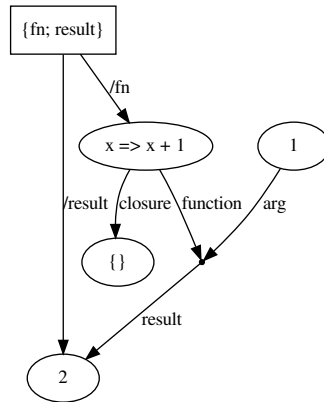 {fn; result}
/fn
x => x + 1
1
/result
closure
function
arg
{}
result
2